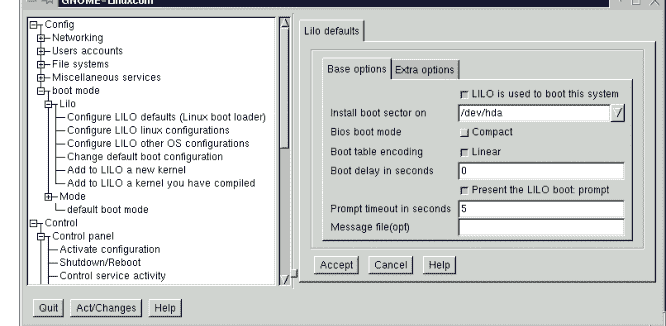 GNOME-Linuxcom
Config
Networking
Users accounts
File systems
Miscellaneous services
boot mode
Lilo
Configure LILO defaults (Linux boot loader)
Configure LILO linux configurations
Configure LILO other OS configurations
Change default boot configuration
Add to LILO a new kernel
Add to LILO a kernel you have compiled
Mode
default boot mode
Control
Control panel
Activate configuration
Shutdown/Reboot
Control service activity
Lilo defaults
Base options Extra options
LILO is used to boot this system
Install boot sector on /dev/hda
Bios boot mode Compact
Boot table encoding Linear
Boot delay in seconds 0
Present the LILO boot: prompt
Prompt timeout in seconds 5
Message file(opt)
Accept Cancel Help
Quit Act/Changes Help